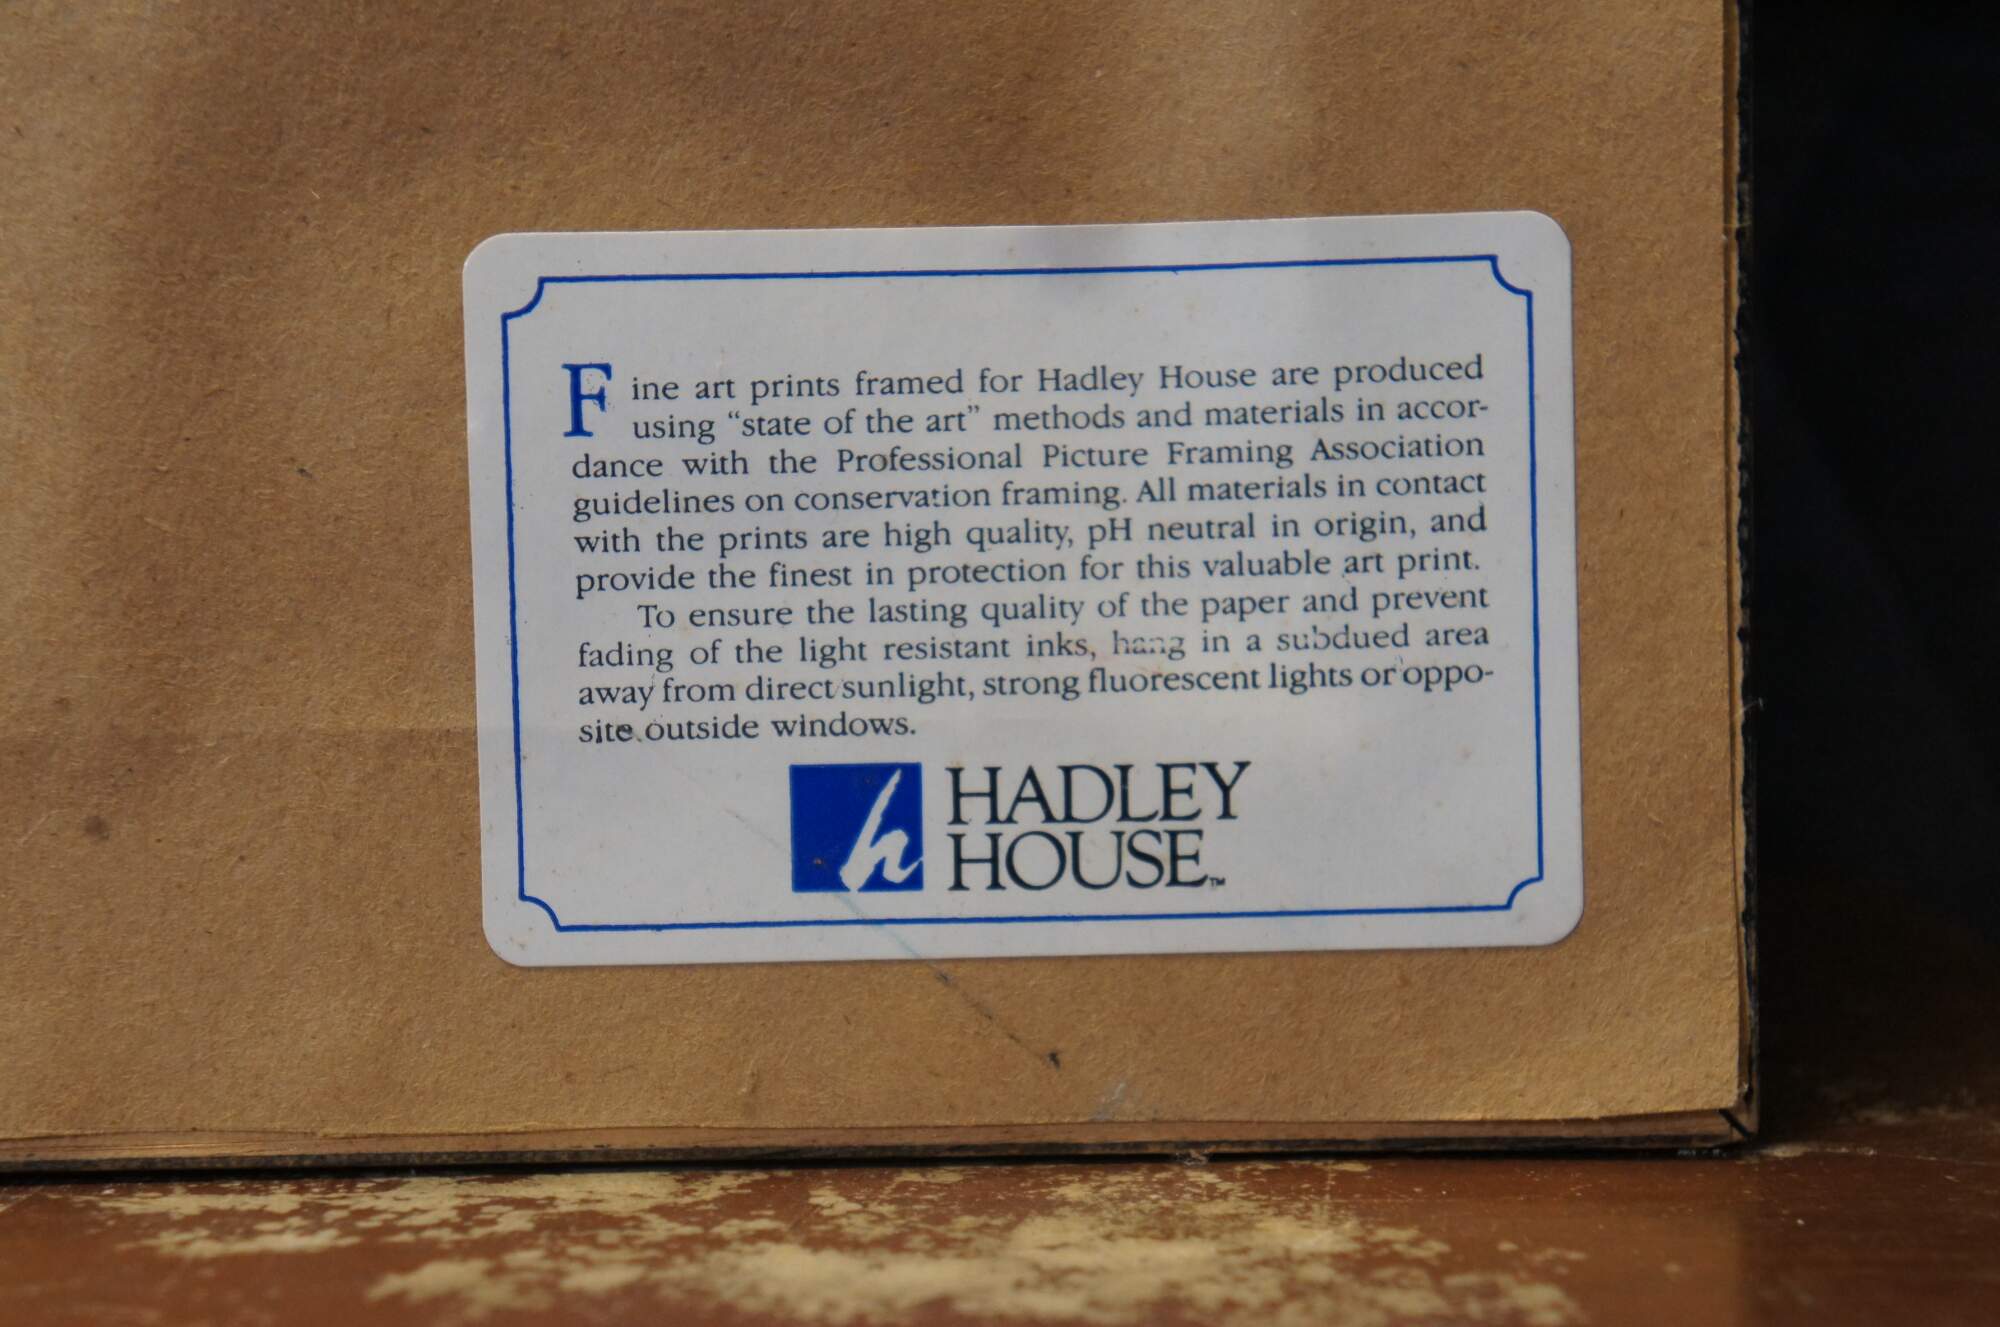 Fine art prints framed for Hadley House are produced
using “state of the art” methods and materials in accor-
dance with the Professional Picture Framing Association
guidelines on conservation framing. All materials in contact
with the prints are high quality, pH neutral in origin, and
provide the finest in protection for this valuable art print.
To ensure the lasting quality of the paper and prevent
fading of the light resistant inks, hang in a subdued area
away from direct sunlight, strong fluorescent lights or oppo-
site outside windows.
h
HADLEY
HOUSE™